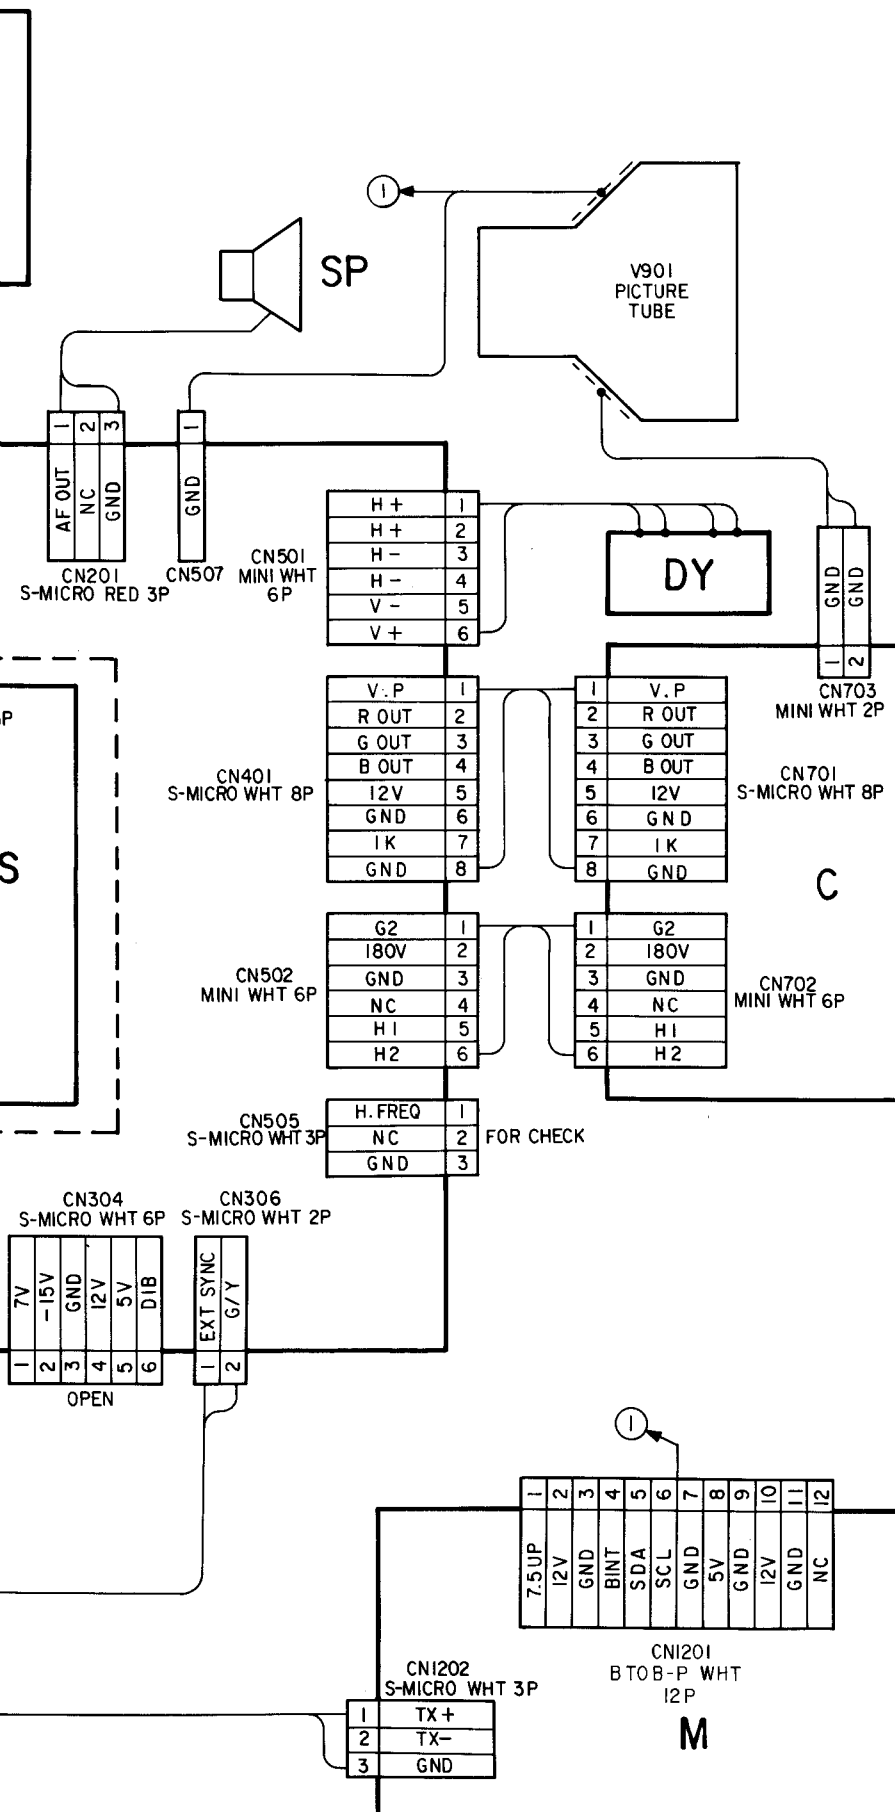 1
SP
V901
PICTURE
TUBE
1 2 3
AF OUT
NC
GND
CN201
S-MICRO RED 3P
1
GND
CN507
CN501
MINI WHT
6P
H+ 1
H+ 2
H- 3
H- 4
V- 5
V+ 6
DY
GND
GND
1 2
CN703
MINI WHT 2P
CN401
S-MICRO WHT 8P
V.P 1
R OUT 2
G OUT 3
B OUT 4
12V 5
GND 6
IK 7
GND 8
1 V.P
2 R OUT
3 G OUT
4 B OUT
5 12V
6 GND
7 IK
8 GND
CN701
S-MICRO WHT 8P
S
C
CN502
MINI WHT 6P
G2 1
180V 2
GND 3
NC 4
H1 5
H2 6
1 G2
2 180V
3 GND
4 NC
5 H1
6 H2
CN702
MINI WHT 6P
CN505
S-MICRO WHT 3P
H.FREQ 1
NC 2
GND 3
FOR CHECK
CN304
S-MICRO WHT 6P
7V
-15V
GND
12V
5V
DIB
1 2 3 4 5 6
OPEN
CN306
S-MICRO WHT 2P
EXT SYNC
G/Y
1 2
1
1 2 3 4 5 6 7 8 9 10 11 12
7.5UP
12V
GND
BINT
SDA
SCL
GND
5V
GND
12V
GND
NC
CN1201
BTOB-P WHT
12P
M
CN1202
S-MICRO WHT 3P
1 TX+
2 TX-
3 GND